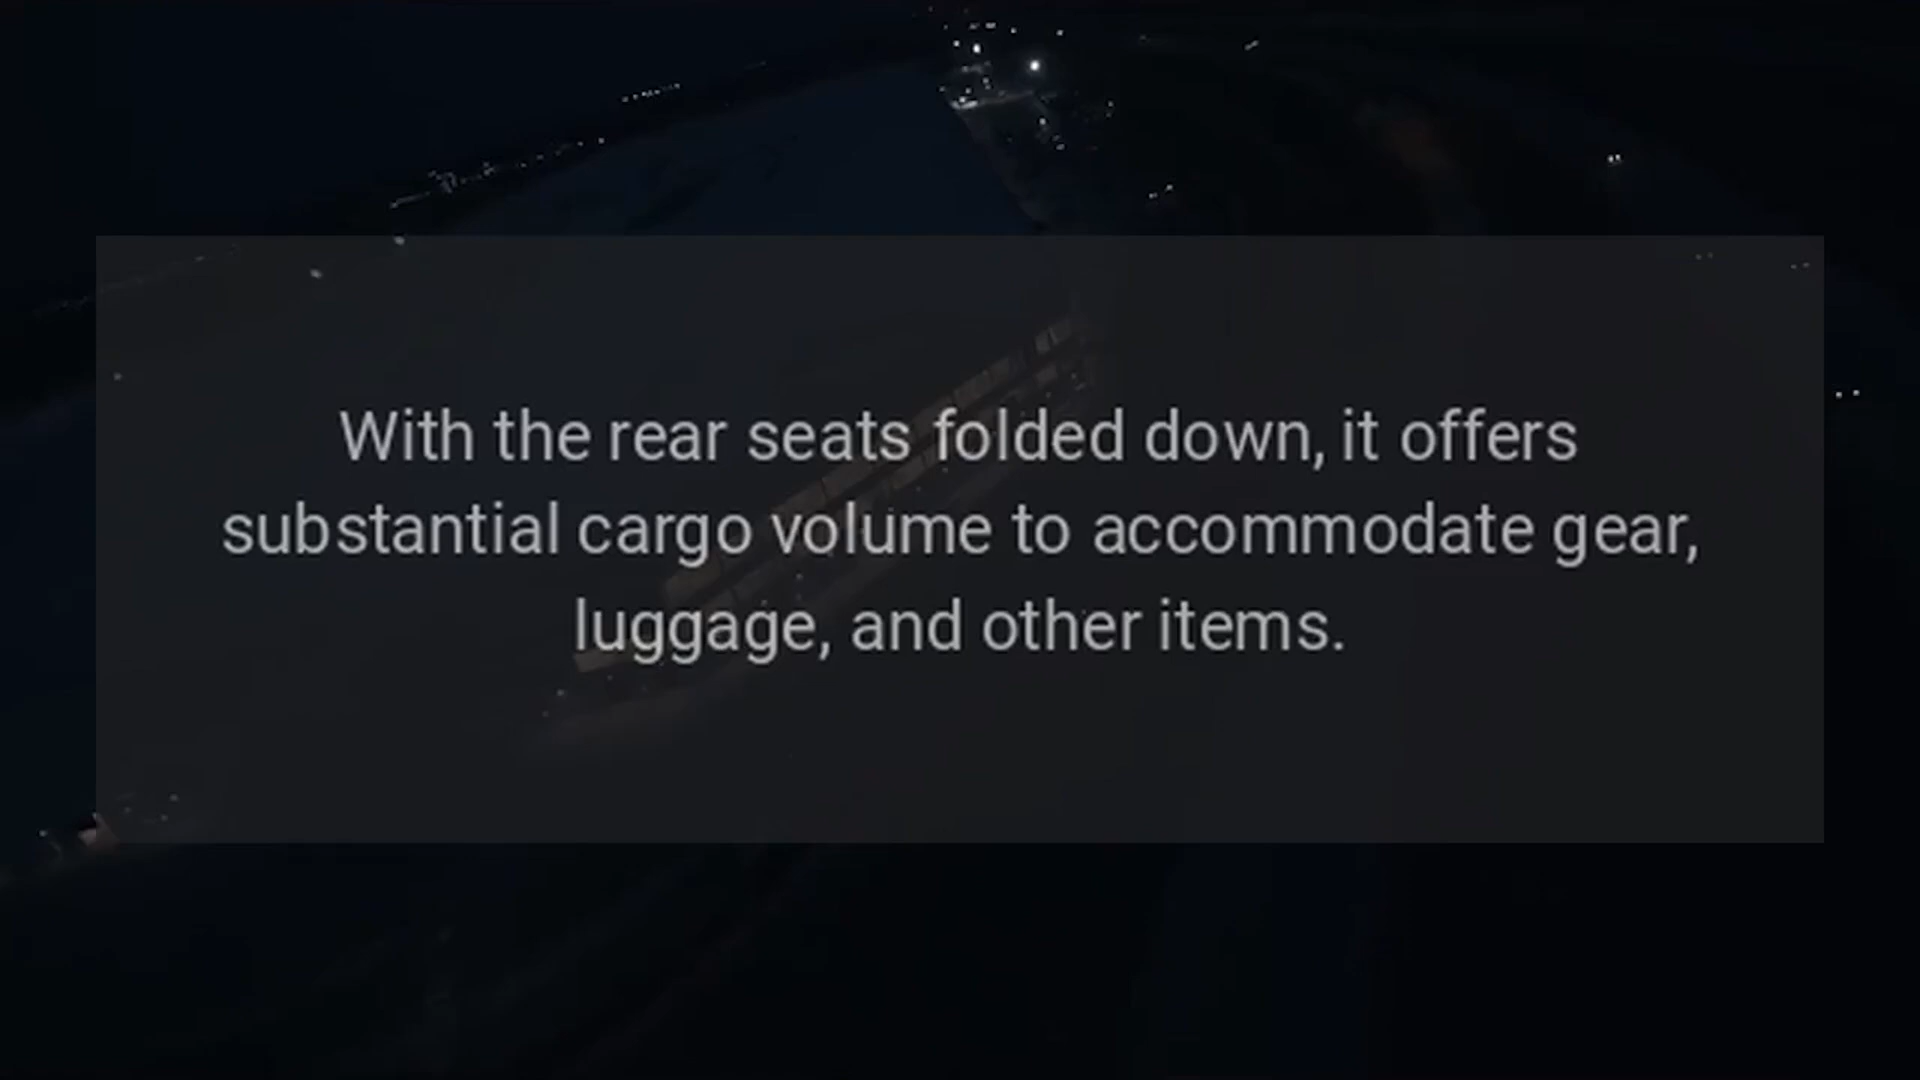 With the rear seats folded down, it offers
substantial cargo volume to accommodate gear,
luggage, and other items.